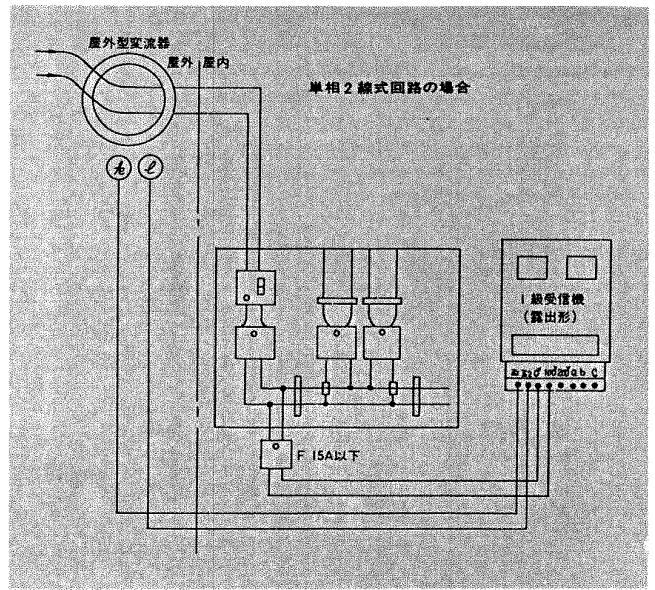 屋外型変流器
屋外 屋内
単相2線式回路の場合
k l
1級受信機
(露出形)
a b c
F 15A以下